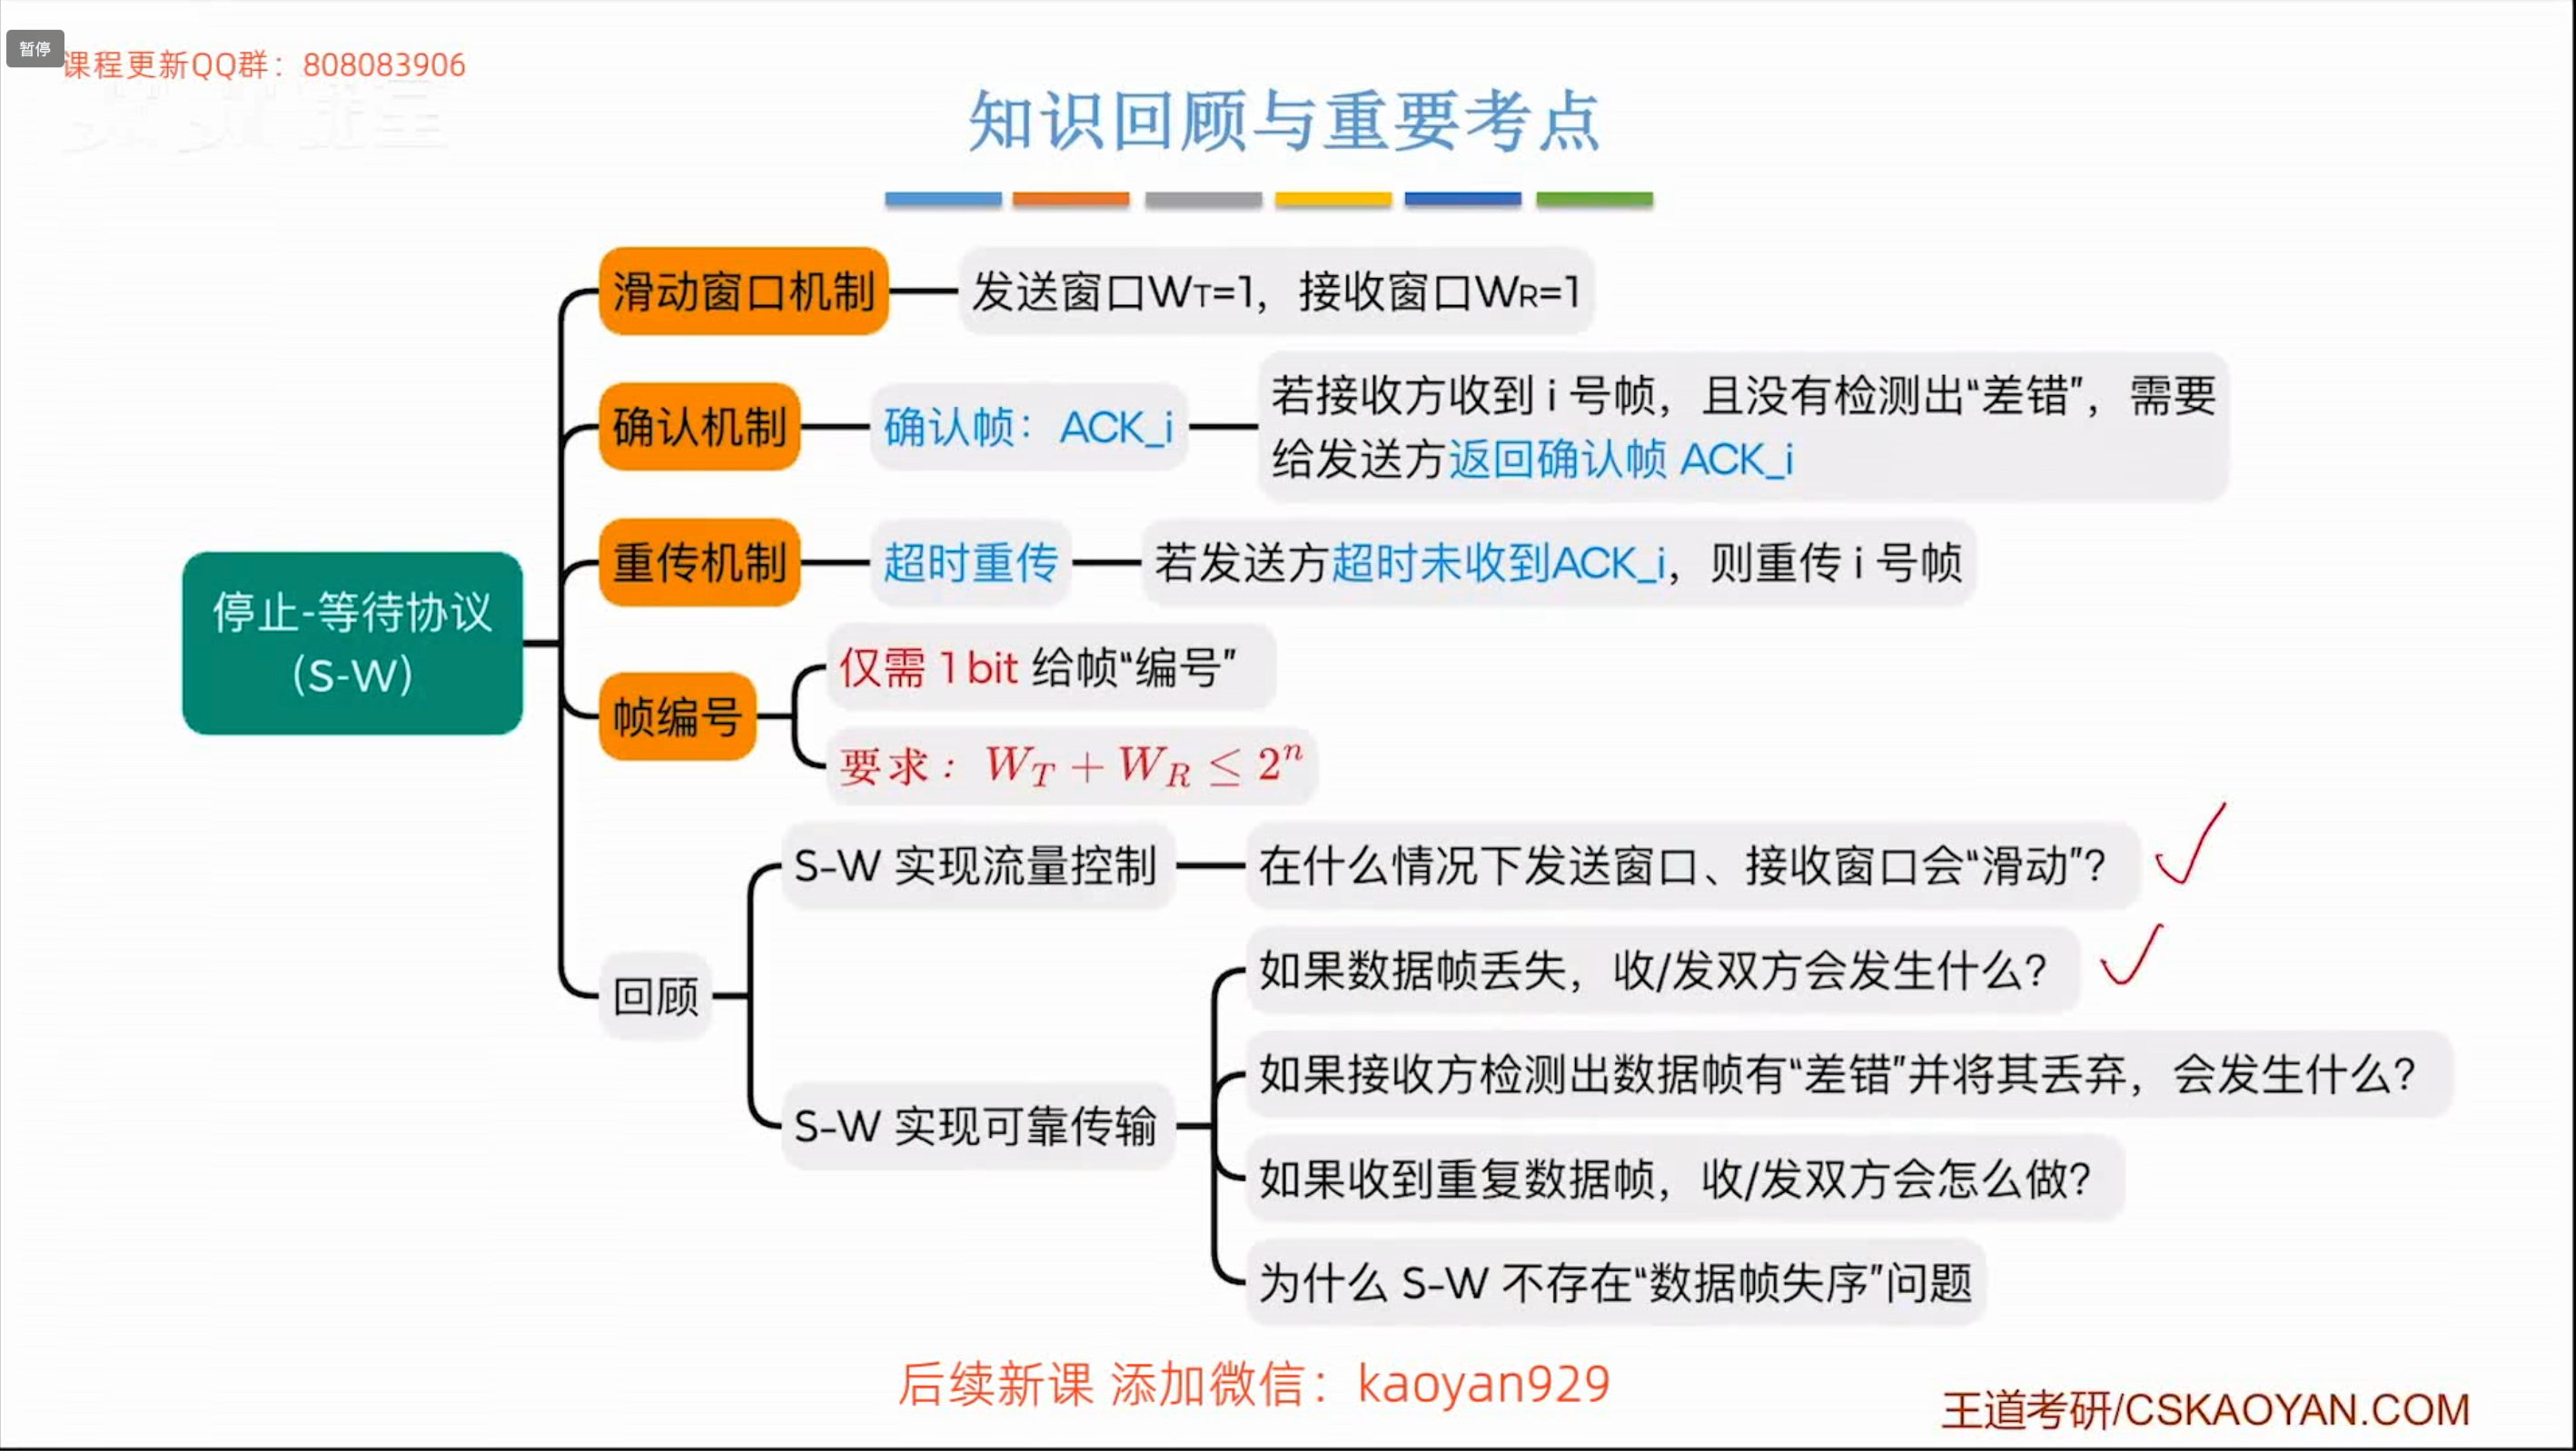 暂停
课程更新QQ群：808083906
知识回顾与重要考点
滑动窗口机制
发送窗口WT=1，接收窗口WR=1
确认机制
确认帧：ACK_i
若接收方收到 i 号帧，且没有检测出“差错”，需要
给发送方返回确认帧 ACK_i
重传机制
超时重传
若发送方超时未收到ACK_i，则重传 i 号帧
停止-等待协议
(S-W)
帧编号
仅需 1 bit 给帧“编号”
要求：W_T + W_R ≤ 2^n
回顾
S-W 实现流量控制
在什么情况下发送窗口、接收窗口会“滑动”？
S-W 实现可靠传输
如果数据帧丢失，收/发双方会发生什么？
如果接收方检测出数据帧有“差错”并将其丢弃，会发生什么？
如果收到重复数据帧，收/发双方会怎么做？
为什么 S-W 不存在“数据帧失序”问题
后续新课 添加微信：kaoyan929
王道考研/CSKAOYAN.COM